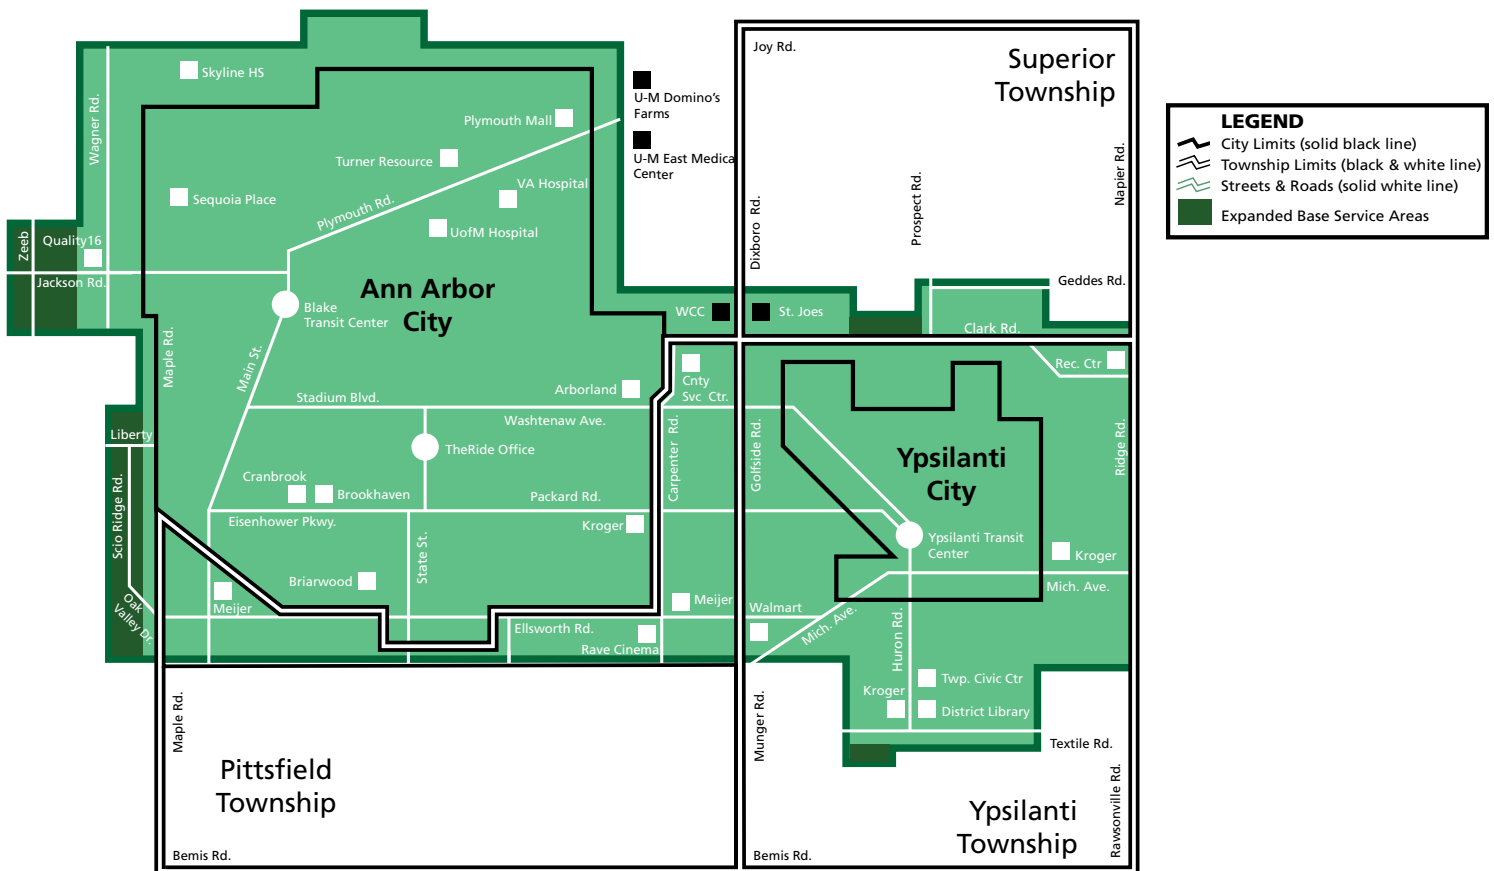 Joy Rd.
Superior
Township
Skyline HS
U-M Domino's
Farms
Wagner Rd.
Plymouth Mall
U-M East Medica
Center
Turner Resource
VA Hospital
Sequoia Place
Plymouth Rd.
UofM Hospital
Dixboro Rd.
Prospect Rd.
Napier Rd.
LEGEND
City Limits (solid black line)
Township Limits (black & white line)
Streets & Roads (solid white line)
Expanded Base Service Areas
Zeeb
Quality16
Jackson Rd.
Ann Arbor
City
Blake
Transit Center
Geddes Rd.
WCC
St. Joes
Clark Rd.
Maple Rd.
Main St.
Rec. Ctr
Cnty
Svc Ctr.
Arborland
Stadium Blvd.
Washtenaw Ave.
Liberty
TheRide Office
Carpenter Rd.
Golfside Rd.
Ypsilanti
City
Ridge Rd.
Cranbrook
Brookhaven
Packard Rd.
Scio Ridge Rd.
Eisenhower Pkwy.
Kroger
State St.
Ypsilanti Transit
Center
Kroger
Briarwood
Mich. Ave.
Oak
Valley Dr.
Meijer
Meijer
Walmart
Mich. Ave.
Ellsworth Rd.
Rave Cinema
Huron Rd.
Twp. Civic Ctr
Kroger
District Library
Maple Rd.
Munger Rd.
Textile Rd.
Pittsfield
Township
Ypsilanti
Township
Rawsonville Rd.
Bemis Rd.
Bemis Rd.